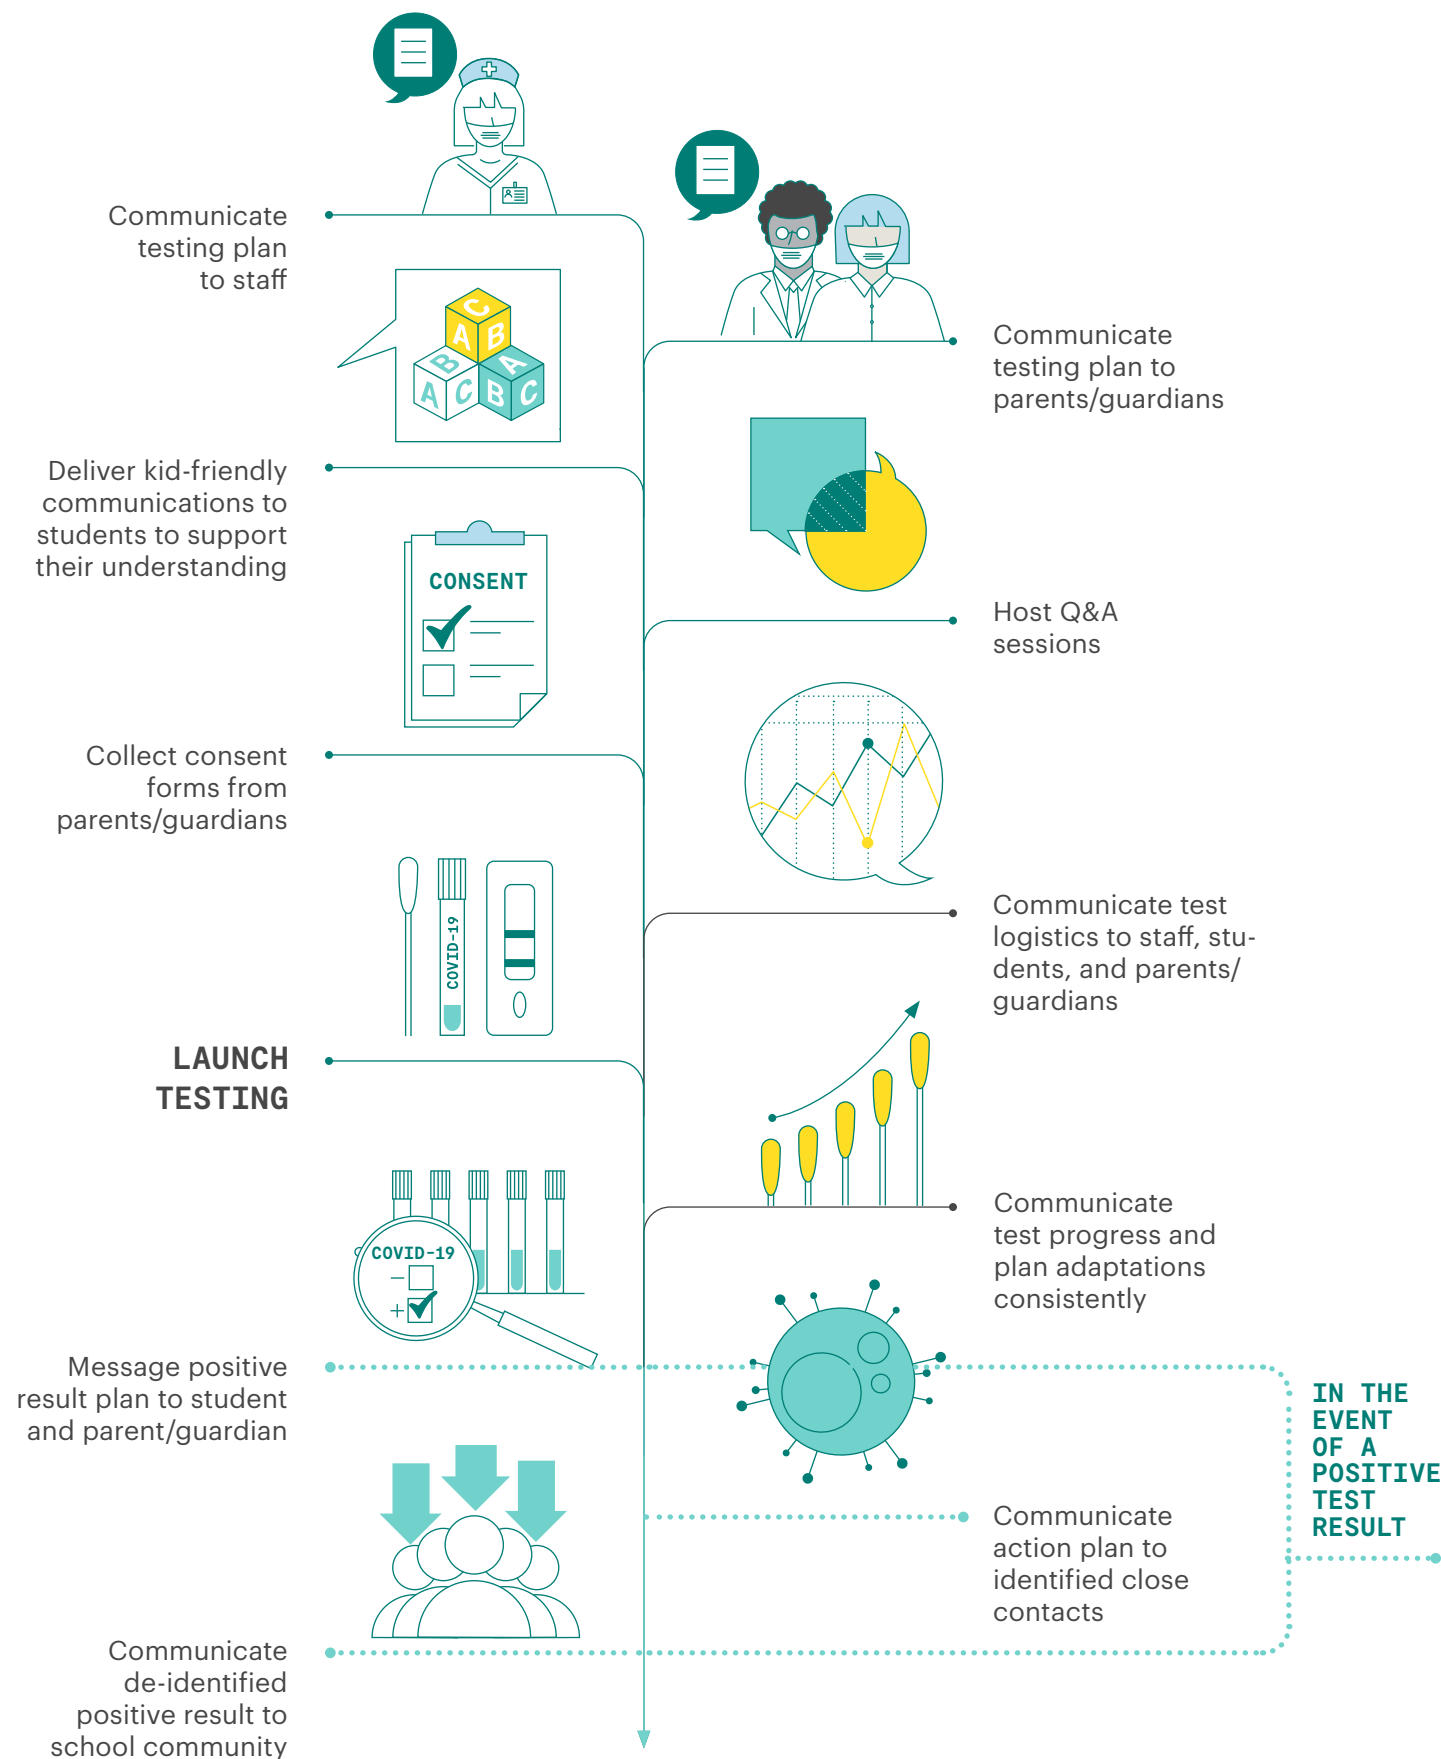 Communicate
testing plan
to staff
Communicate
testing plan to
parents/guardians
C
A B
B
A C
A
B C
Deliver kid-friendly
communications to
students to support
their understanding
Host Q&A
sessions
CONSENT
Collect consent
forms from
parents/guardians
Communicate test
logistics to staff, stu-
dents, and parents/
guardians
COVID-19
LAUNCH
TESTING
Communicate
test progress and
plan adaptations
consistently
COVID-19
−
+
Message positive
result plan to student
and parent/guardian
IN THE
EVENT
OF A
POSITIVE
TEST
RESULT
Communicate
action plan to
identified close
contacts
Communicate
de-identified
positive result to
school community